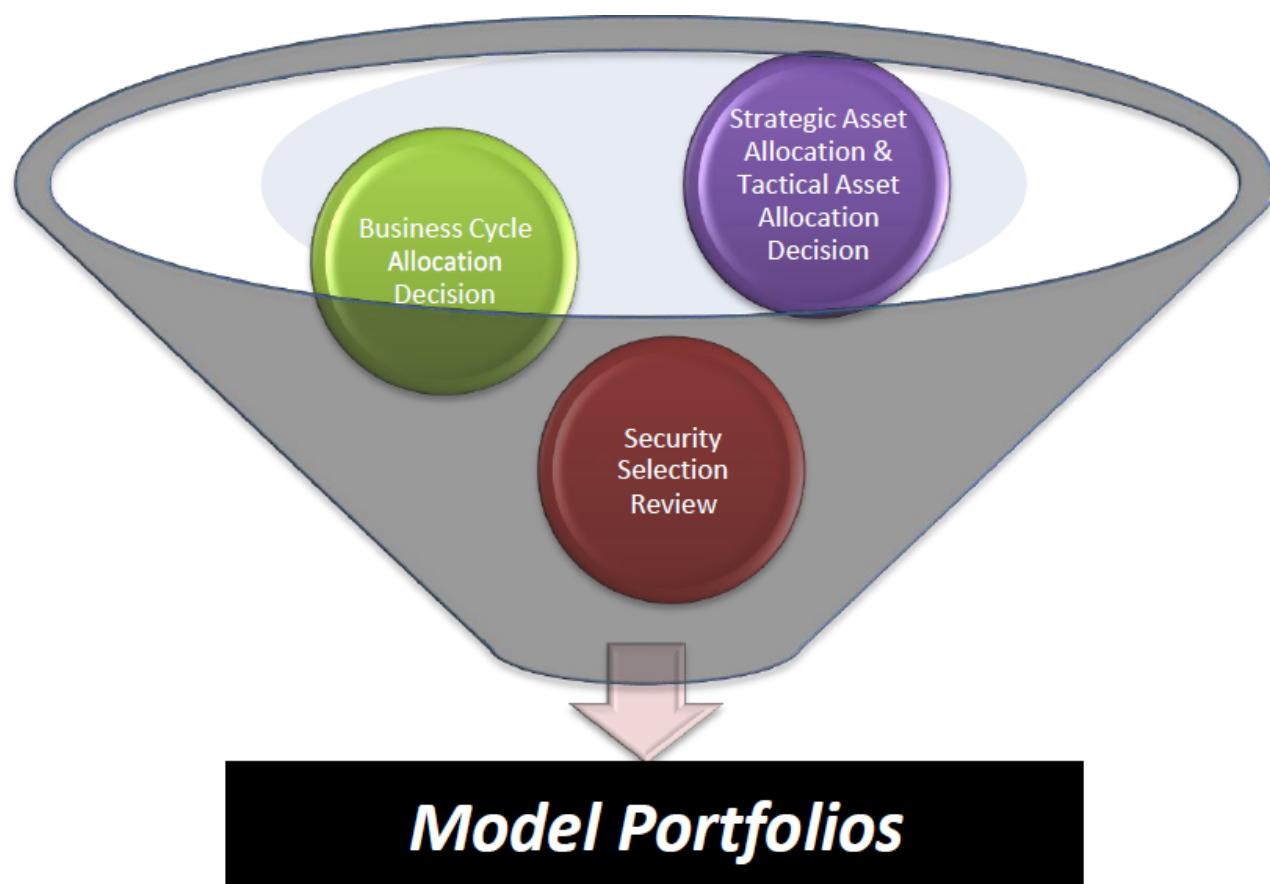 Strategic Asset
Allocation &
Tactical Asset
Allocation
Decision
Business Cycle
Allocation
Decision
Security
Selection
Review
Model Portfolios